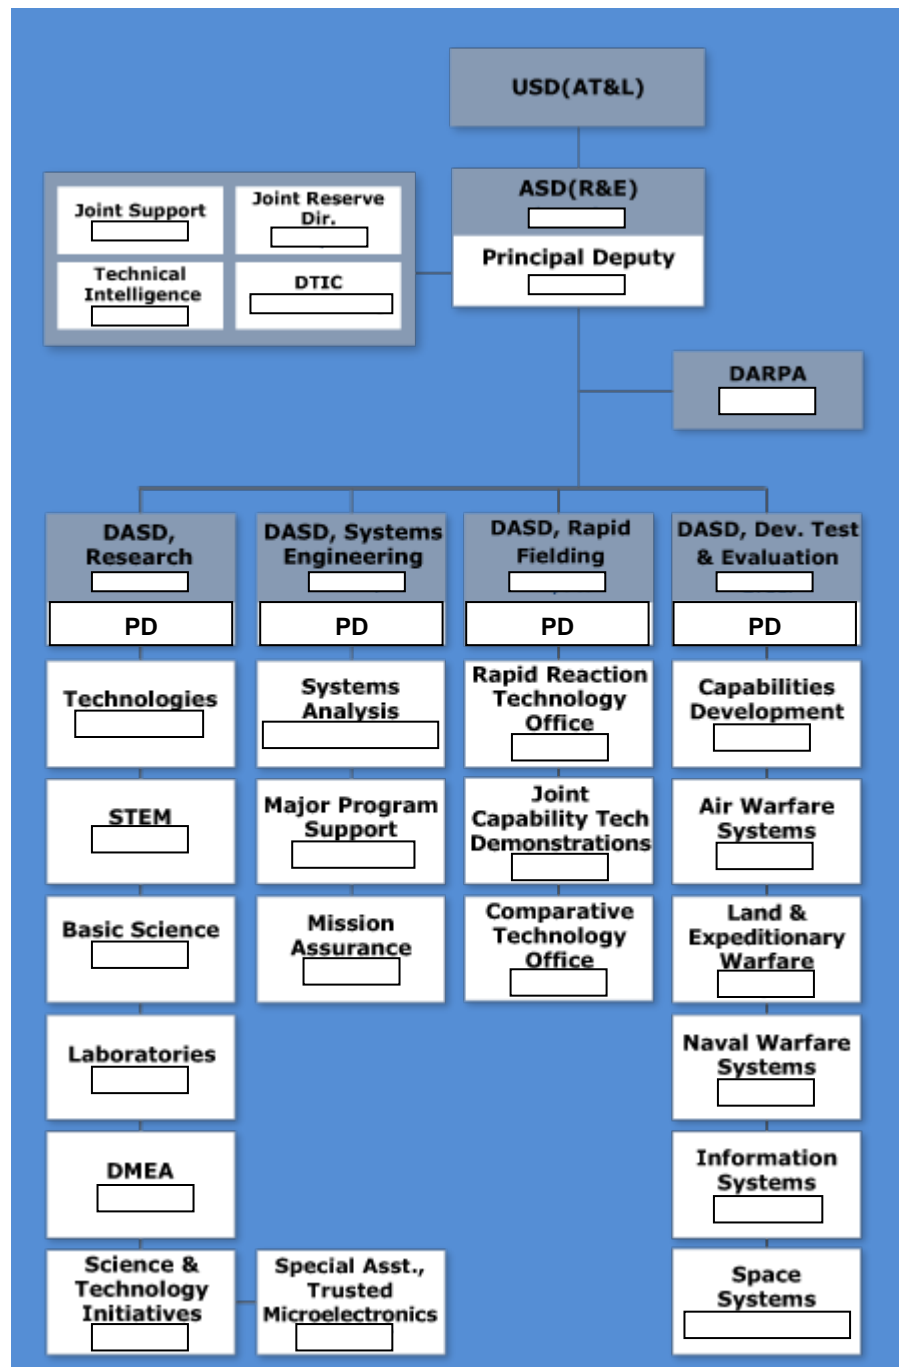 USD(AT&L)
ASD(R&E)
Principal Deputy
Joint Support
Joint Reserve
Dir.
Technical
Intelligence
DTIC
DARPA
DASD,
Research
PD
Technologies
STEM
Basic Science
Laboratories
DMEA
Science &
Technology
Initiatives
Special Asst.,
Trusted
Microelectronics
DASD, Systems
Engineering
PD
Systems
Analysis
Major Program
Support
Mission
Assurance
DASD, Rapid
Fielding
PD
Rapid Reaction
Technology
Office
Joint
Capability Tech
Demonstrations
Comparative
Technology
Office
DASD, Dev. Test
& Evaluation
PD
Capabilities
Development
Air Warfare
Systems
Land &
Expeditionary
Warfare
Naval Warfare
Systems
Information
Systems
Space
Systems